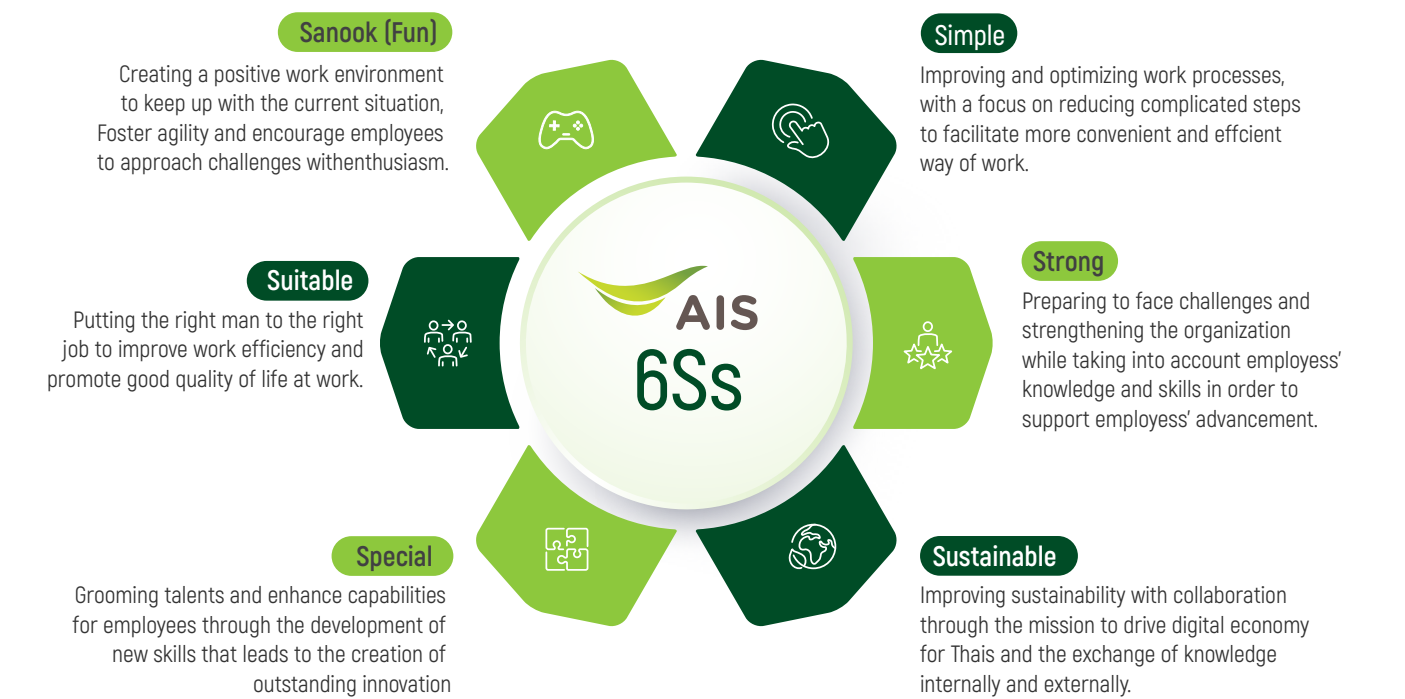 Sanook (Fun)
Creating a positive work environment
to keep up with the current situation,
Foster agility and encourage employees
to approach challenges withenthusiasm.
Simple
Improving and optimizing work processes,
with a focus on reducing complicated steps
to facilitate more convenient and effcient
way of work.
Suitable
Putting the right man to the right
job to improve work efficiency and
promote good quality of life at work.
AIS
6Ss
Strong
Preparing to face challenges and
strengthening the organization
while taking into account employess'
knowledge and skills in order to
support employess' advancement.
Special
Grooming talents and enhance capabilities
for employees through the development of
new skills that leads to the creation of
outstanding innovation
Sustainable
Improving sustainability with collaboration
through the mission to drive digital economy
for Thais and the exchange of knowledge
internally and externally.